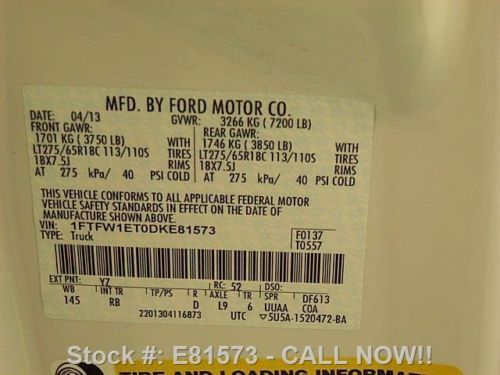 MFD. BY FORD MOTOR CO.
DATE: 04/13 GVWR: 3266 KG ( 7200 LB)
FRONT GAWR: REAR GAWR:
1701 KG ( 3750 LB) WITH 1746 KG ( 3850 LB) WITH
LT275/65R18C 113/110S TIRES LT275/65R18C 113/110S TIRES
18X7.5J RIMS 18X7.5J RIMS
AT 275 kPa/ 40 PSI COLD AT 275 kPa/ 40 PSI COLD
THIS VEHICLE CONFORMS TO ALL APPLICABLE FEDERAL MOTOR
VEHICLE SAFETY STANDARDS IN EFFECT ON THE DATE OF
MANUFACTURE SHOWN ABOVE.
VIN: 1FTFW1ET0DKE81573 F0137
TYPE: Truck T0557
EXT PNT: YZ RC: 52 DSO:
WB INT TR TP/PS R AXLE TR SPR DF613
145 RB D L9 6 UUAA COA
2201304116873 UTC ▽5U5A-1520472-BA
Stock #: E81573 - CALL NOW!!
TIRE AND LOADING INFORMATION